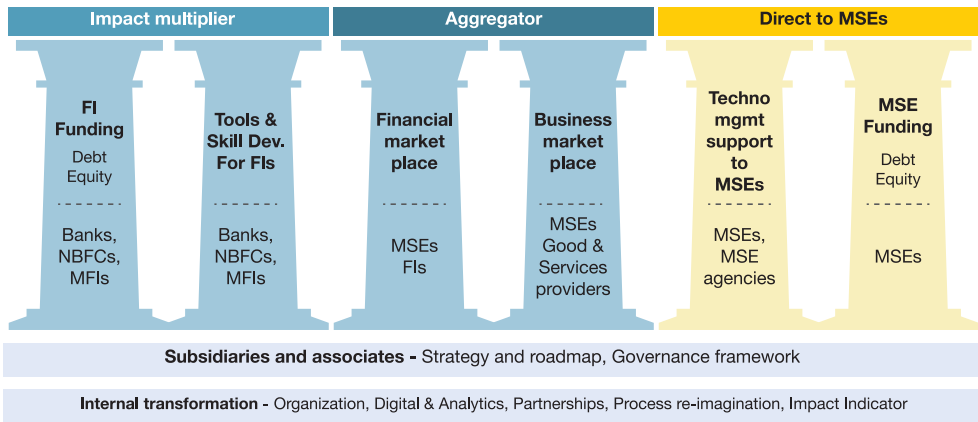 Impact multiplier
Aggregator
Direct to MSEs
FI
Funding
Debt
Equity
Banks,
NBFCs,
MFIs
Tools &
Skill Dev.
For FIs
Banks,
NBFCs,
MFIs
Financial
market
place
MSEs
FIs
Business
market
place
MSEs
Good &
Services
providers
Techno
mgmt
support
to
MSEs
MSEs,
MSE
agencies
MSE
Funding
Debt
Equity
MSEs
Subsidiaries and associates - Strategy and roadmap, Governance framework
Internal transformation - Organization, Digital & Analytics, Partnerships, Process re-imagination, Impact Indicator